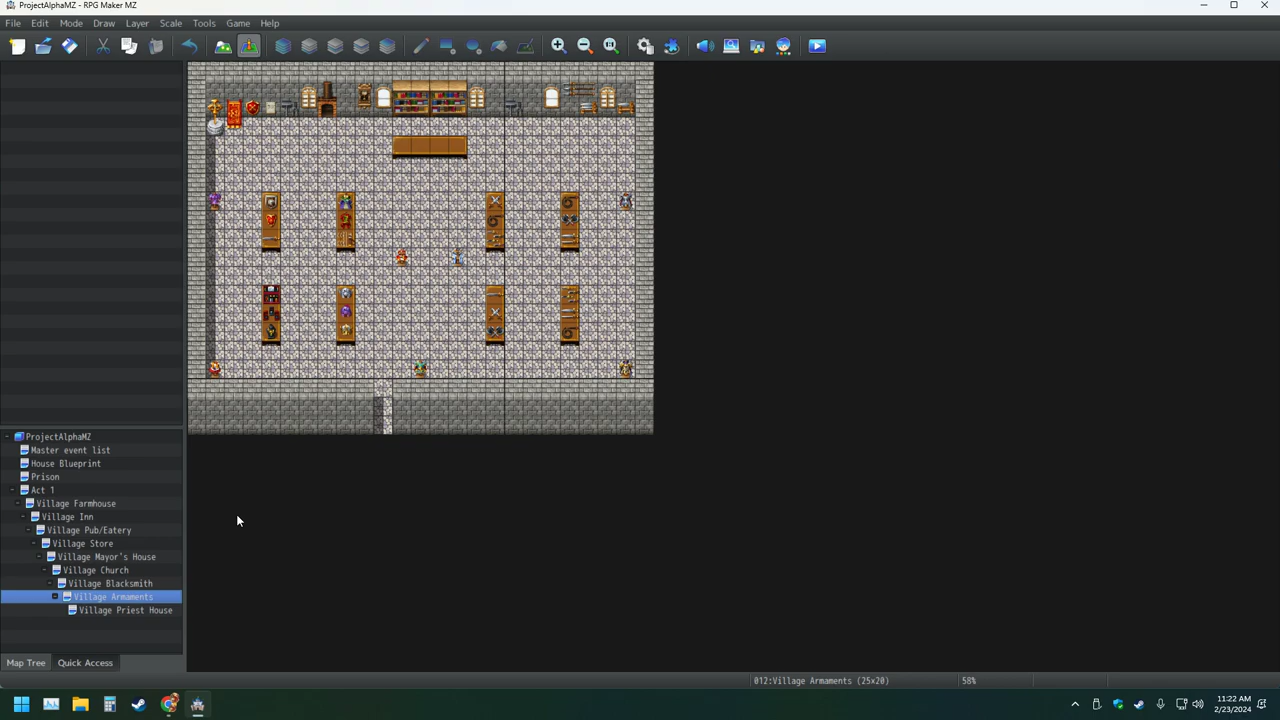 ProjectAlphaMZ - RPG Maker MZ
File Edit Mode Draw Layer Scale Tools Game Help
ProjectAlphaMZ
Master event list
House Blueprint
Prison
Act 1
Village Farmhouse
Village Inn
Village Pub/Eatery
Village Store
Village Mayor's House
Village Church
Village Blacksmith
Village Armaments
Village Priest House
Map Tree Quick Access
012:Village Armaments (25x20) 58%
11:22 AM
2/23/2024